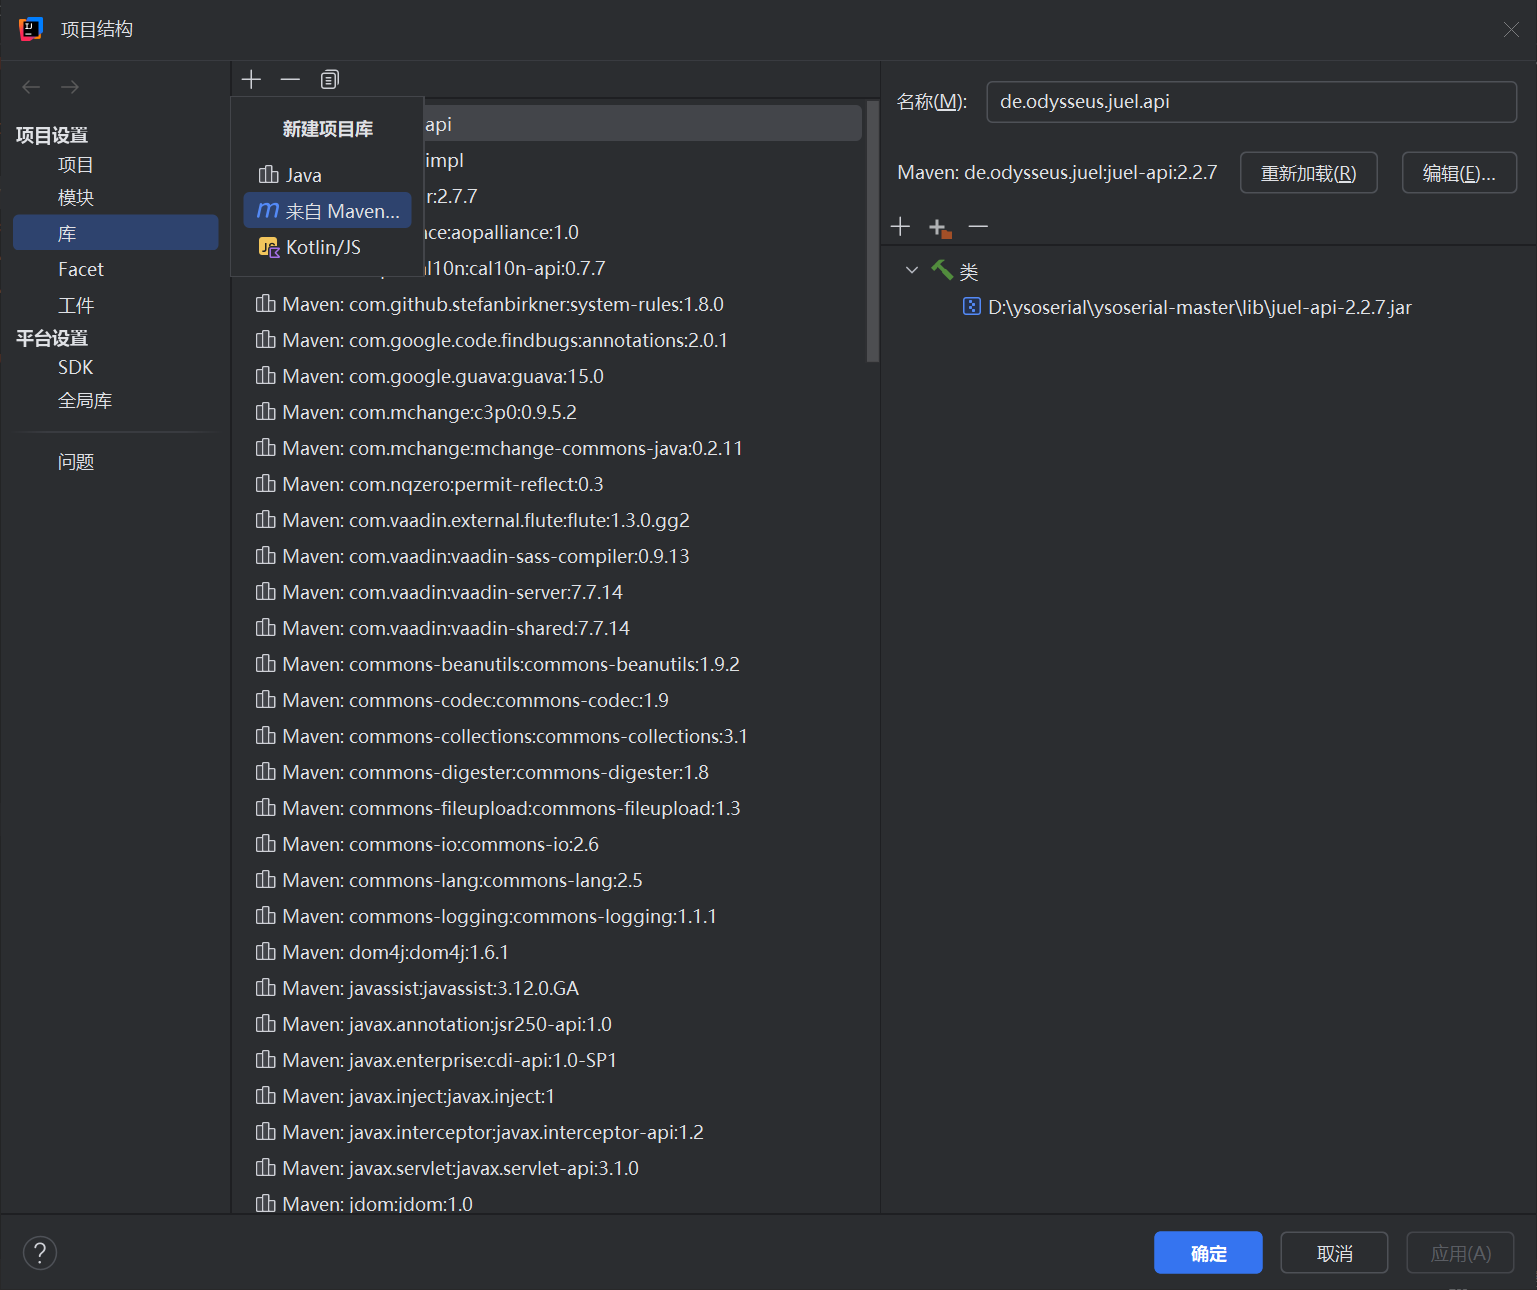 项目结构
项目设置
项目
模块
库
Facet
工件
平台设置
SDK
全局库
问题
新建项目库
Java
来自 Maven...
Kotlin/JS
api
impl
r:2.7.7
ce:aopalliance:1.0
l10n:cal10n-api:0.7.7
Maven: com.github.stefanbirkner:system-rules:1.8.0
Maven: com.google.code.findbugs:annotations:2.0.1
Maven: com.google.guava:guava:15.0
Maven: com.mchange:c3p0:0.9.5.2
Maven: com.mchange:mchange-commons-java:0.2.11
Maven: com.nqzero:permit-reflect:0.3
Maven: com.vaadin.external.flute:flute:1.3.0.gg2
Maven: com.vaadin:vaadin-sass-compiler:0.9.13
Maven: com.vaadin:vaadin-server:7.7.14
Maven: com.vaadin:vaadin-shared:7.7.14
Maven: commons-beanutils:commons-beanutils:1.9.2
Maven: commons-codec:commons-codec:1.9
Maven: commons-collections:commons-collections:3.1
Maven: commons-digester:commons-digester:1.8
Maven: commons-fileupload:commons-fileupload:1.3
Maven: commons-io:commons-io:2.6
Maven: commons-lang:commons-lang:2.5
Maven: commons-logging:commons-logging:1.1.1
Maven: dom4j:dom4j:1.6.1
Maven: javassist:javassist:3.12.0.GA
Maven: javax.annotation:jsr250-api:1.0
Maven: javax.enterprise:cdi-api:1.0-SP1
Maven: javax.inject:javax.inject:1
Maven: javax.interceptor:javax.interceptor-api:1.2
Maven: javax.servlet:javax.servlet-api:3.1.0
Maven: jdom:jdom:1.0
名称(M): de.odysseus.juel.api
Maven: de.odysseus.juel:juel-api:2.2.7 重新加载(R) 编辑(E)...
类
D:\ysoserial\ysoserial-master\lib\juel-api-2.2.7.jar
? 确定 取消 应用(A)